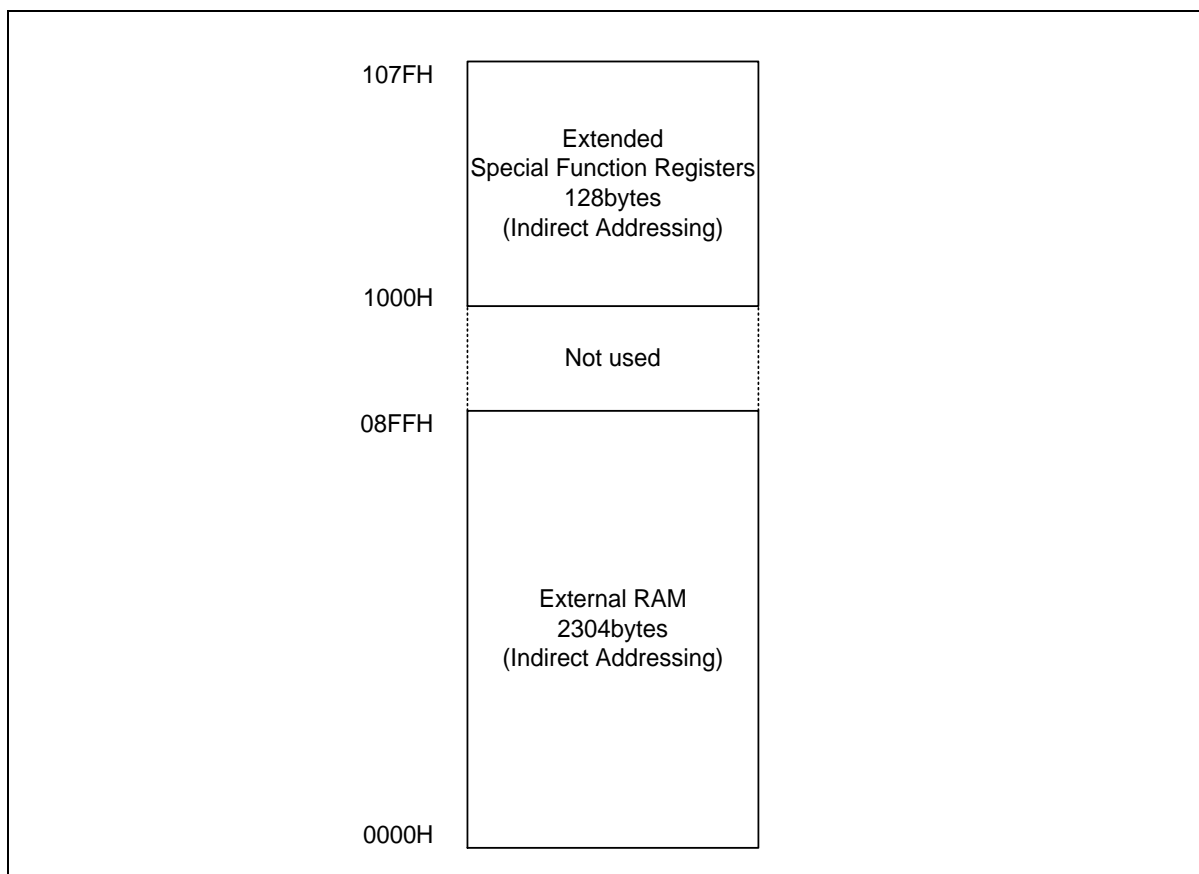 107FH
Extended
Special Function Registers
128bytes
(Indirect Addressing)
1000H
Not used
08FFH
External RAM
2304bytes
(Indirect Addressing)
0000H